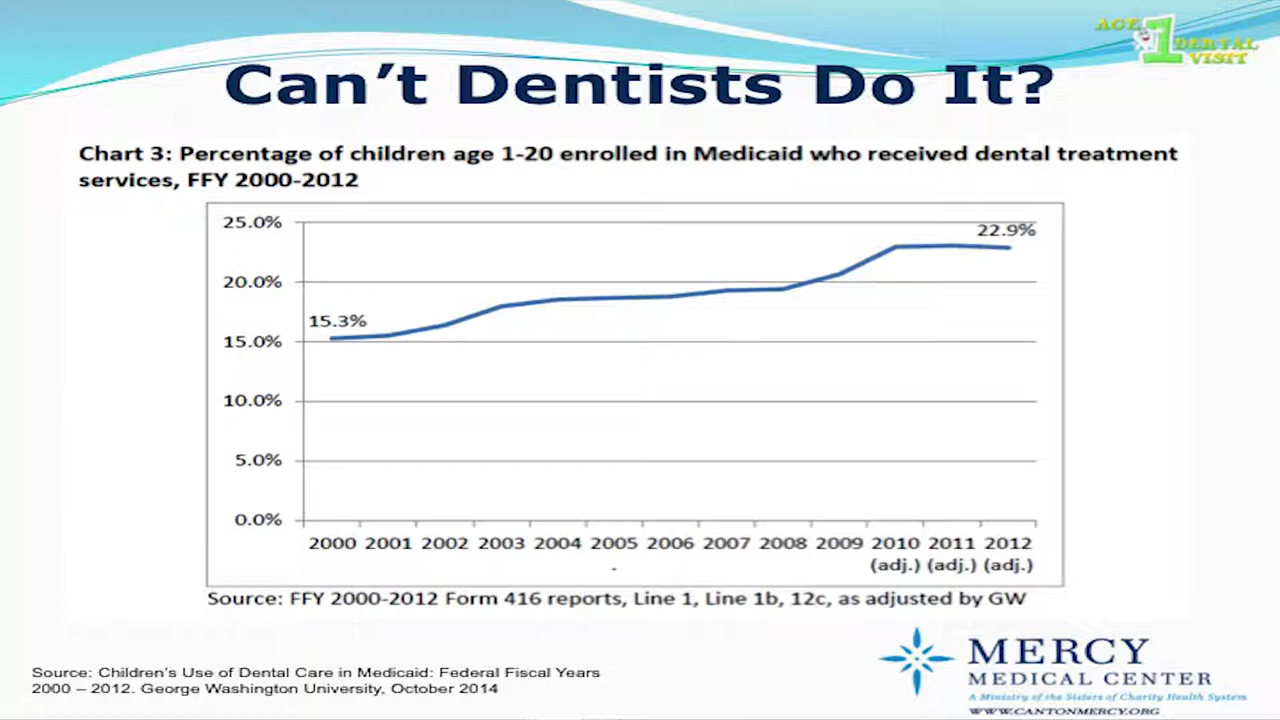 AGE 1 DENTAL VISIT
Can't Dentists Do It?
Chart 3: Percentage of children age 1-20 enrolled in Medicaid who received dental treatment
services, FFY 2000-2012
25.0%
22.9%
20.0%
15.3%
15.0%
10.0%
5.0%
0.0%
2000 2001 2002 2003 2004 2005 2006 2007 2008 2009 2010 2011 2012
(adj.) (adj.) (adj.)
Source: FFY 2000-2012 Form 416 reports, Line 1, Line 1b, 12c, as adjusted by GW
Source: Children's Use of Dental Care in Medicaid: Federal Fiscal Years
2000 – 2012. George Washington University, October 2014
MERCY
MEDICAL CENTER
A Ministry of the Sisters of Charity Health System
WWW.CANTONMERCY.ORG